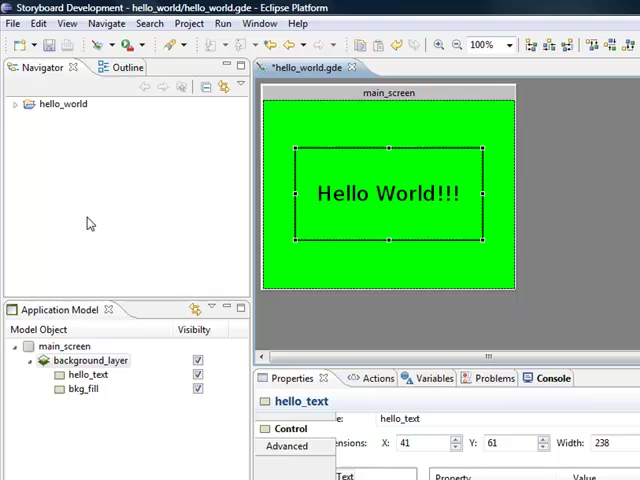 Storyboard Development - hello_world/hello_world.gde - Eclipse Platform
File Edit View Navigate Search Project Run Window Help
100%
Navigator Outline *hello_world.gde
hello_world
main_screen
Hello World!!!
Application Model
Model Object Visibilty
main_screen
background_layer
hello_text
bkg_fill
Properties Actions Variables Problems Console
hello_text
Control
Advanced
e: hello_text
ensions: X: 41 Y: 61 Width: 238
Text Property Value